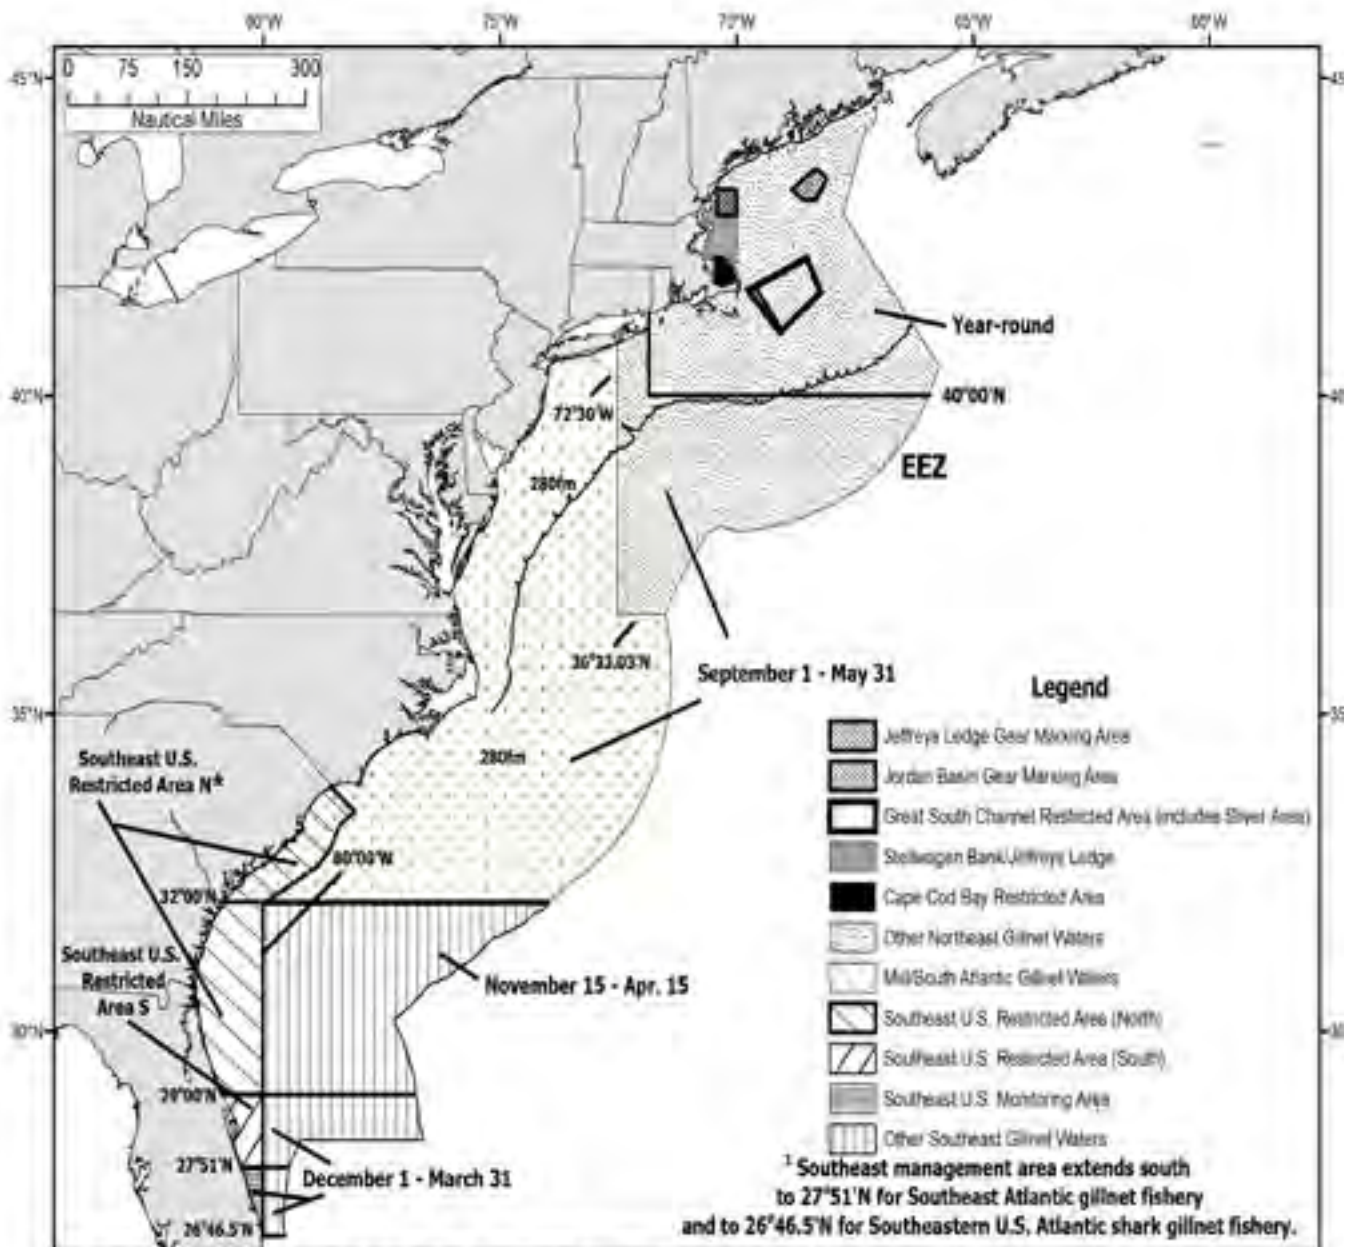 80°W 75°W 70°W 65°W 60°W
0 75 150 300
Nautical Miles
45°N
45
Year-round
40°N
40°00'N
40
72°30'W
EEZ
280fm
36°33.03'N
September 1 - May 31
Legend
35°N
35
280fm
Jeffreys Ledge Gear Marking Area
Jordan Basin Gear Marking Area
Great South Channel Restricted Area (includes Sliver Area)
Stellwagen Bank/Jeffreys Ledge
Cape Cod Bay Restricted Area
Other Northeast Gillnet Waters
Mid/South Atlantic Gillnet Waters
Southeast U.S. Restricted Area (North)
Southeast U.S. Restricted Area (South)
Southeast U.S. Monitoring Area
Other Southeast Gillnet Waters
Southeast U.S.
Restricted Area N*
80°00'W
32°00'N
Southeast U.S.
Restricted
Area S
November 15 - Apr. 15
30°N
30
29°00'N
27°51'N
December 1 - March 31
26°46.5'N
¹ Southeast management area extends south
to 27°51'N for Southeast Atlantic gillnet fishery
and to 26°46.5'N for Southeastern U.S. Atlantic shark gillnet fishery.